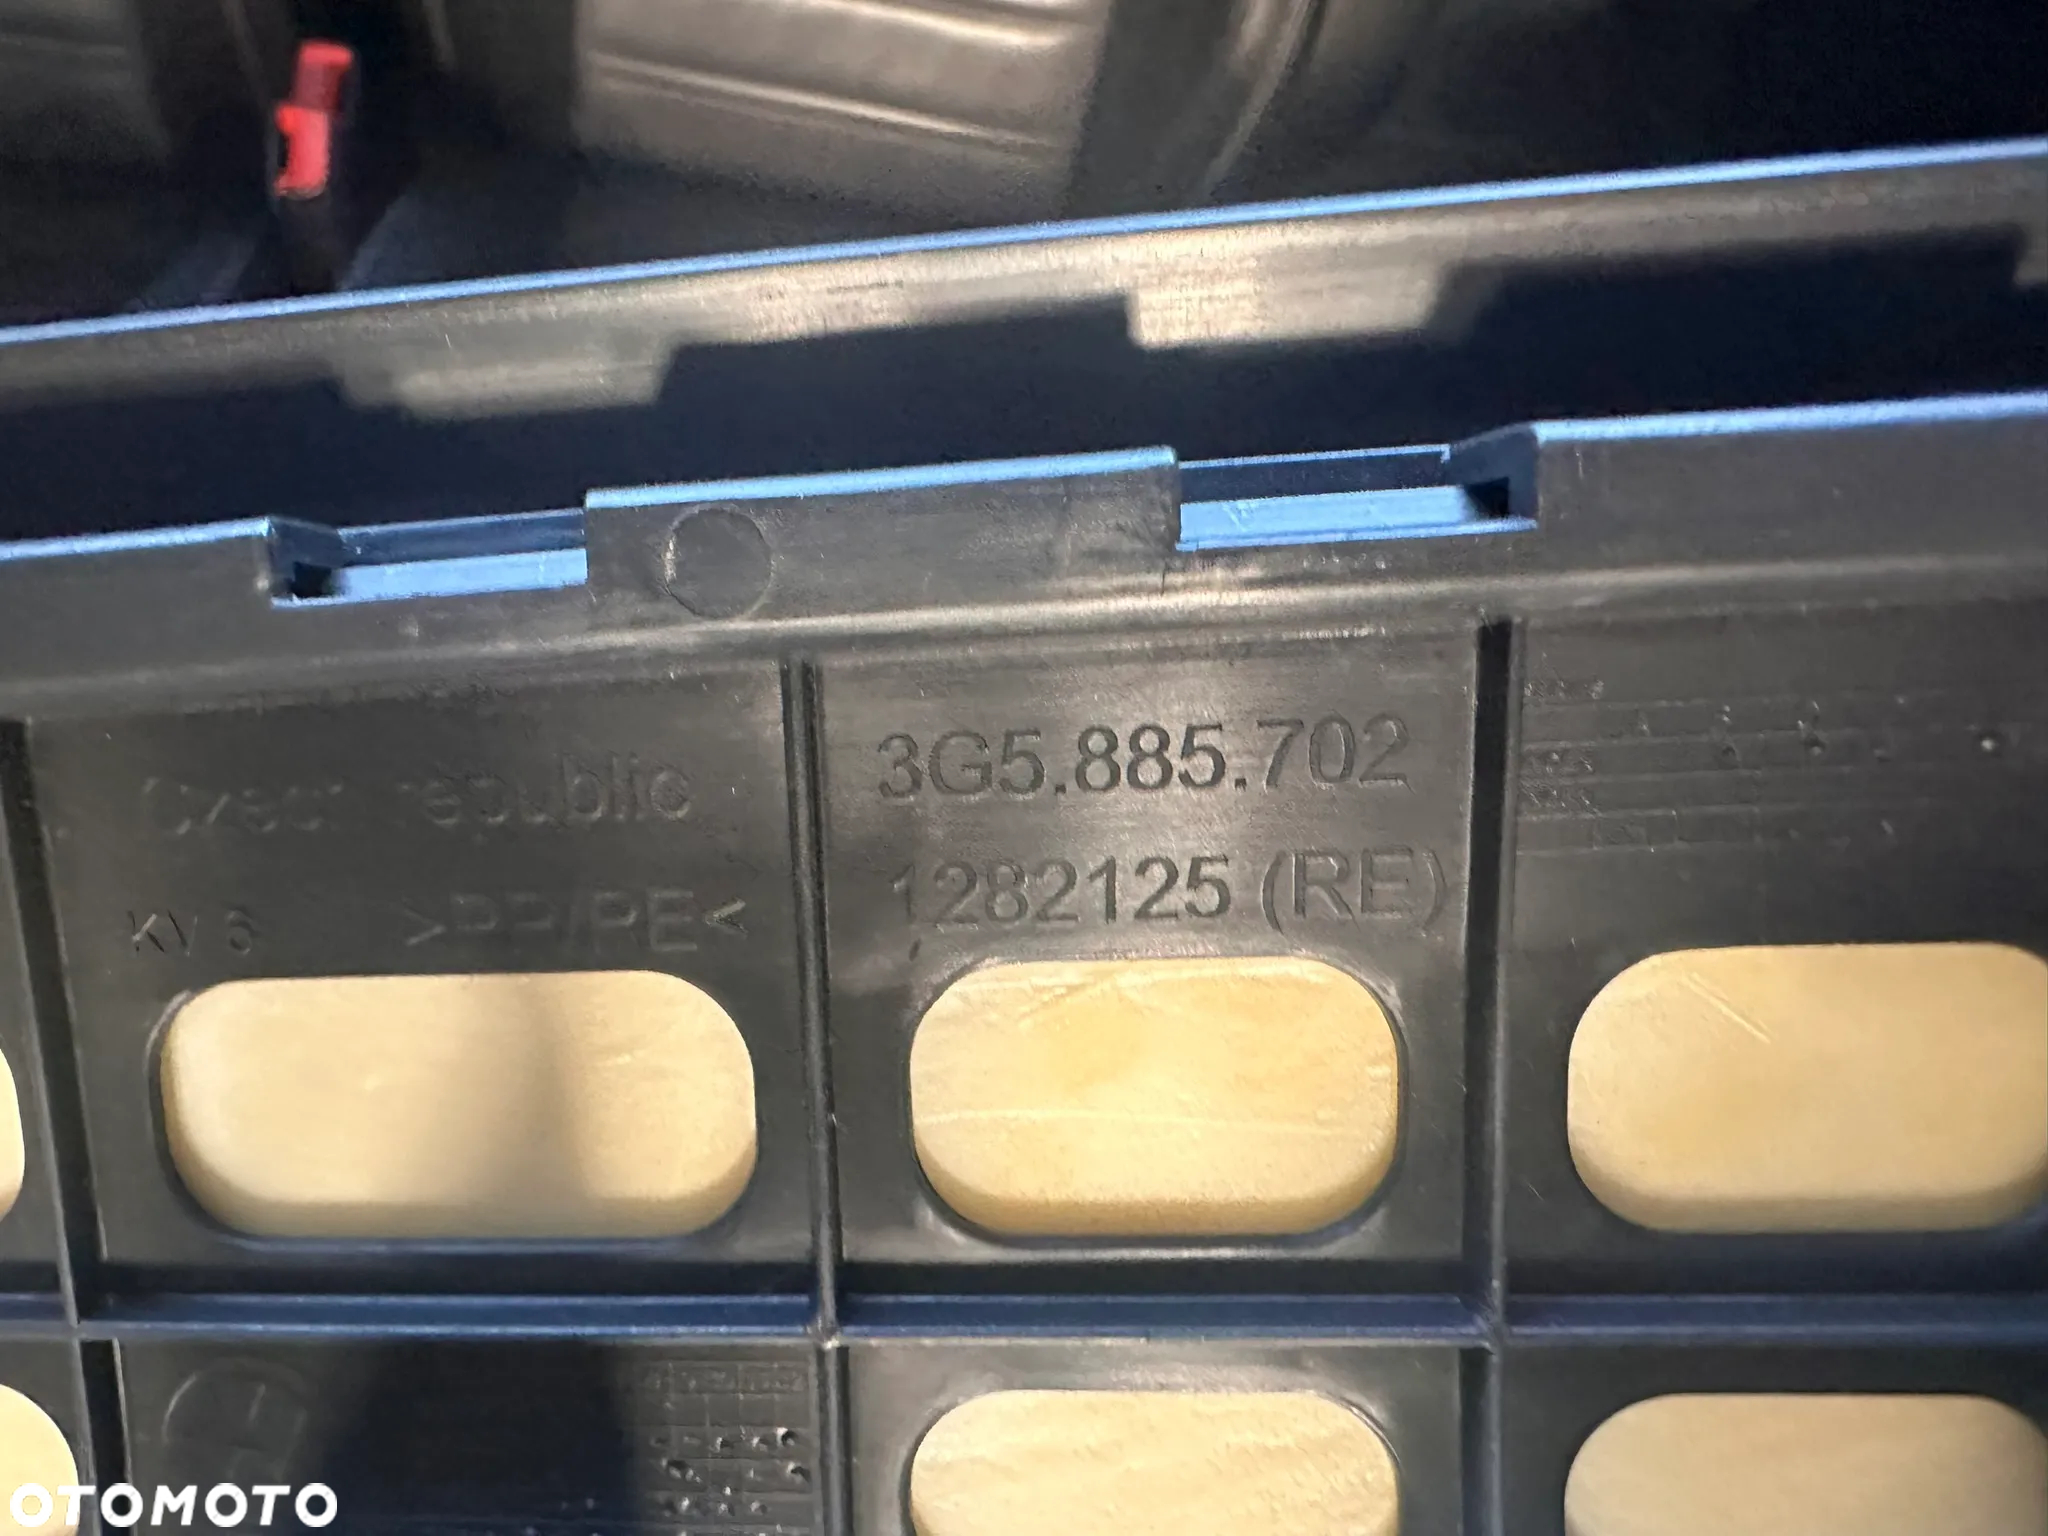 Czech republic
3G5.885.702
KV 6
>PP/PE<
1282125 (RE)
OTOMOTO